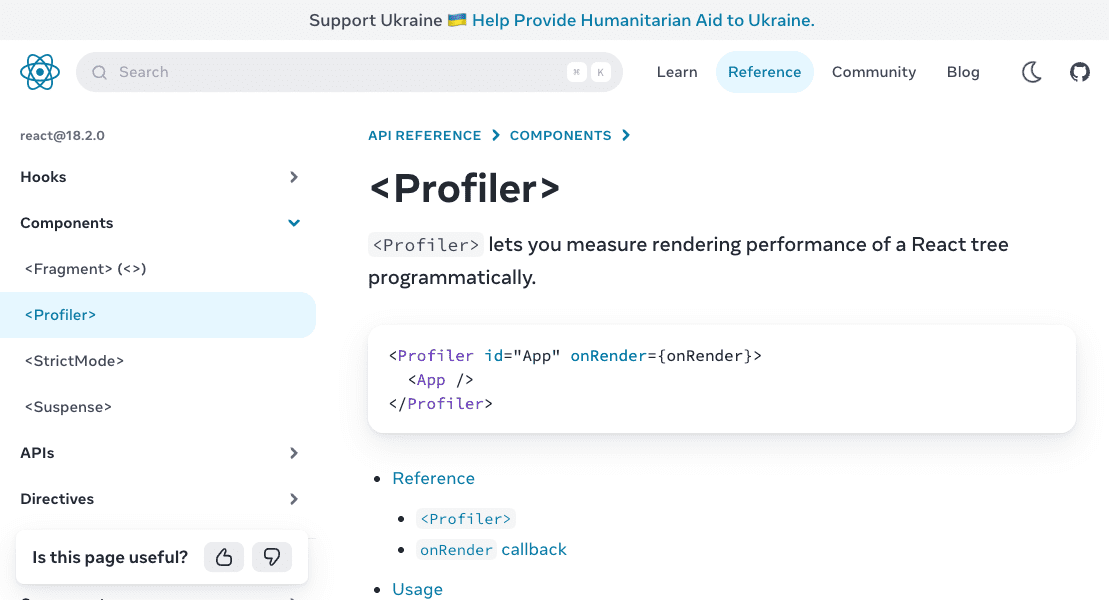 Support Ukraine 🇺🇦 Help Provide Humanitarian Aid to Ukraine.
Search
⌘ K
Learn
Reference
Community
Blog
react@18.2.0
Hooks
Components
<Fragment> (<>)
<Profiler>
<StrictMode>
<Suspense>
APIs
Directives
Is this page useful?
API REFERENCE
COMPONENTS
<Profiler>
<Profiler> lets you measure rendering performance of a React tree
programmatically.
<Profiler id="App" onRender={onRender}>
  <App />
</Profiler>
Reference
<Profiler>
onRender callback
Usage